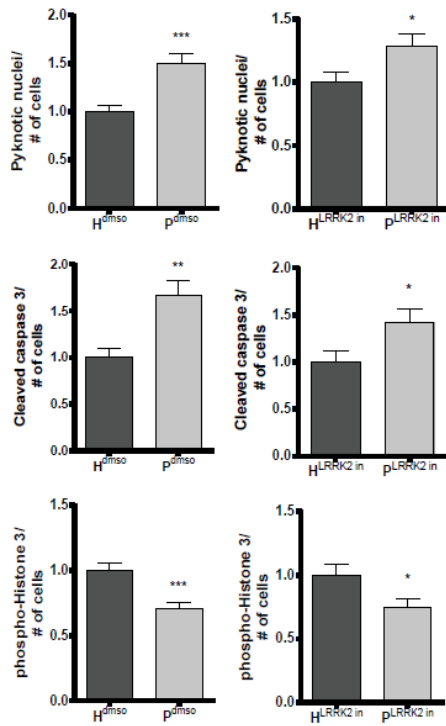 Pyknotic nuclei/
# of cells
2.0
1.5
1.0
0.5
0.0
***
H^dmso
P^dmso
Pyknotic nuclei/
# of cells
1.5
1.0
0.5
0.0
*
H^LRRK2 in
P^LRRK2 in
Cleaved caspase 3/
# of cells
2.0
1.5
1.0
0.5
0.0
**
H^dmso
P^dmso
Cleaved caspase 3/
# of cells
2.0
1.5
1.0
0.5
0.0
*
H^LRRK2 in
P^LRRK2 in
phospho-Histone 3/
# of cells
1.5
1.0
0.5
0.0
***
H^dmso
P^dmso
phospho-Histone 3/
# of cells
1.5
1.0
0.5
0.0
*
H^LRRK2 in
P^LRRK2 in